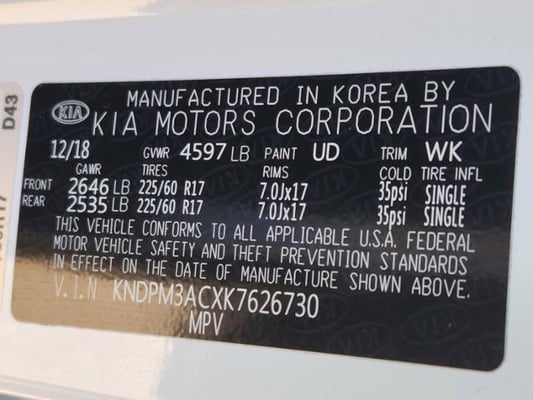 KIA
MANUFACTURED IN KOREA BY
KIA MOTORS CORPORATION
12/18 GVWR 4597 LB PAINT UD TRIM WK
GAWR TIRES RIMS COLD TIRE INFL
FRONT 2646 LB 225/60 R17 7.0Jx17 35psi SINGLE
REAR 2535 LB 225/60 R17 7.0Jx17 35psi SINGLE
THIS VEHICLE CONFORMS TO ALL APPLICABLE U.S.A. FEDERAL
MOTOR VEHICLE SAFETY AND THEFT PREVENTION STANDARDS
IN EFFECT ON THE DATE OF MANUFACTURE SHOWN ABOVE.
V.I.N KNDPM3ACXK7626730
MPV
D43